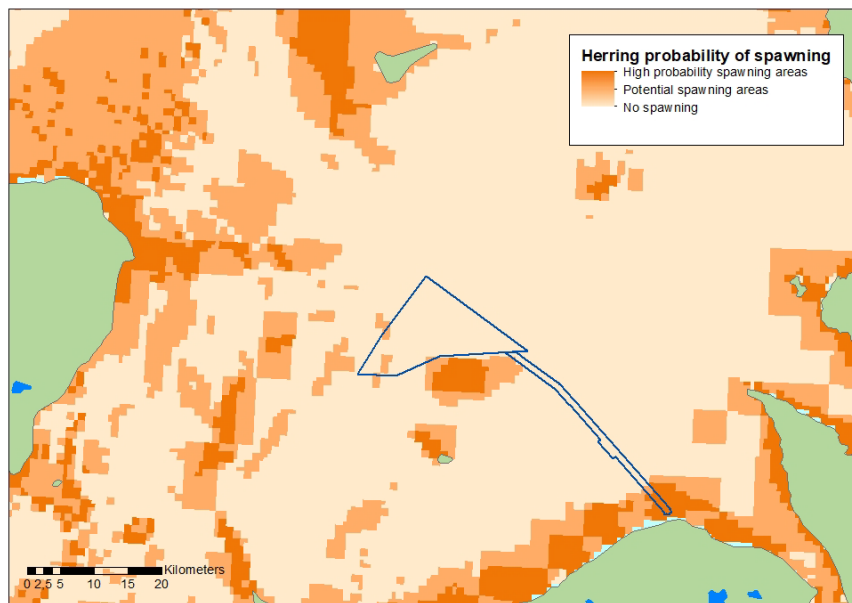 Herring probability of spawning
High probability spawning areas
Potential spawning areas
No spawning
Kilometers
0 2,5 5 10 15 20